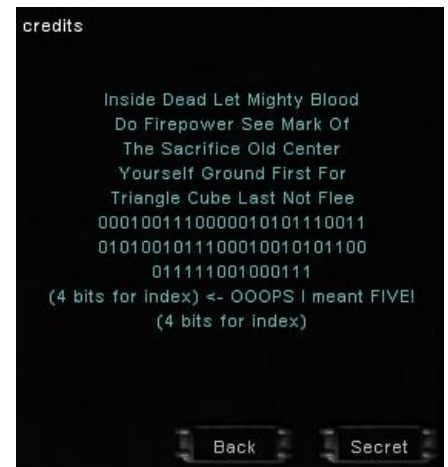 credits
Inside Dead Let Mighty Blood
Do Firepower See Mark Of
The Sacrifice Old Center
Yourself Ground First For
Triangle Cube Last Not Flee
0001001110000010101110011
0101001011100010010101100
011111001000111
(4 bits for index) <- OOOPS I meant FIVE!
(4 bits for index)
Back
Secret